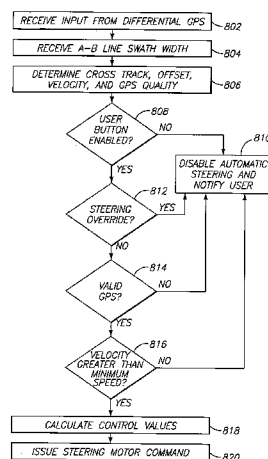 RECEIVE INPUT FROM DIFFERENTIAL GPS
802
RECEIVE A-B LINE SWATH WIDTH
804
DETERMINE CROSS TRACK, OFFSET,
VELOCITY, AND GPS QUALITY
806
USER
BUTTON
ENABLED?
808
NO
YES
810
DISABLE AUTOMATIC
STEERING AND
NOTIFY USER
STEERING
OVERRIDE?
812
YES
NO
VALID
GPS?
814
NO
YES
VELOCITY
GREATER THAN
MINIMUM
SPEED?
816
NO
YES
CALCULATE CONTROL VALUES
818
ISSUE STEERING MOTOR COMMAND
820